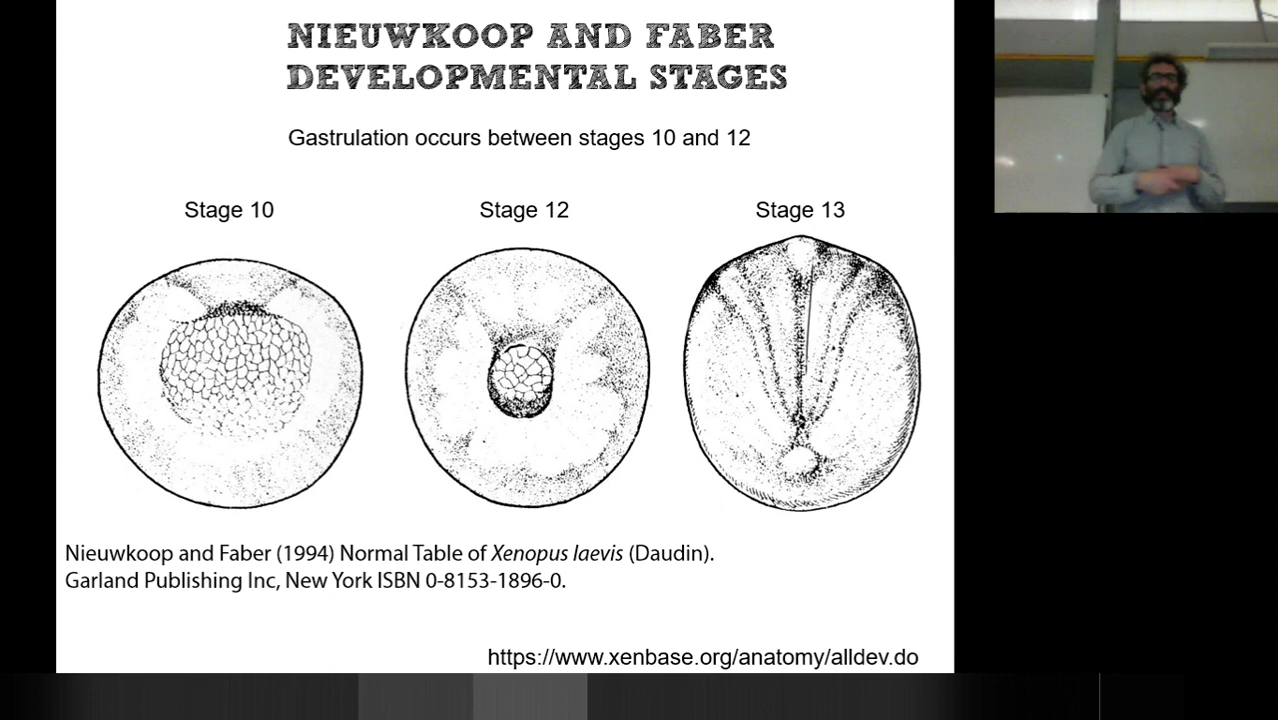 NIEUWKOOP AND FABER
DEVELOPMENTAL STAGES
Gastrulation occurs between stages 10 and 12
Stage 10
Stage 12
Stage 13
Nieuwkoop and Faber (1994) Normal Table of Xenopus laevis (Daudin).
Garland Publishing Inc, New York ISBN 0-8153-1896-0.
https://www.xenbase.org/anatomy/alldev.do